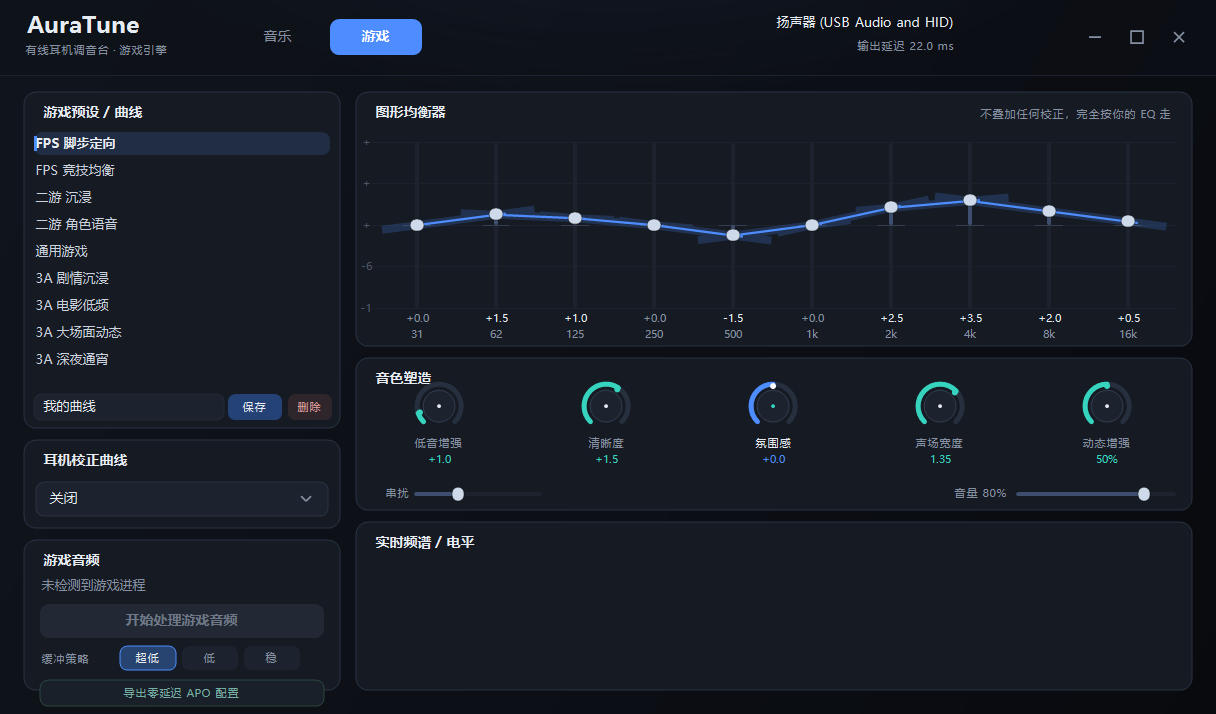 AuraTune
有线耳机调音台 · 游戏引擎
音乐
游戏
扬声器 (USB Audio and HID)
输出延迟 22.0 ms
游戏预设 / 曲线
FPS 脚步定向
FPS 竞技均衡
二游 沉浸
二游 角色语音
通用游戏
3A 剧情沉浸
3A 电影低频
3A 大场面动态
3A 深夜通宵
我的曲线
保存
删除
耳机校正曲线
关闭
游戏音频
未检测到游戏进程
开始处理游戏音频
缓冲策略
超低
低
稳
导出零延迟 APO 配置
图形均衡器
不叠加任何校正，完全按你的 EQ 走
+
+
+
-6
-1
+0.0 +1.5 +1.0 +0.0 -1.5 +0.0 +2.5 +3.5 +2.0 +0.5
31 62 125 250 500 1k 2k 4k 8k 16k
音色塑造
低音增强 清晰度 氛围感 声场宽度 动态增强
+1.0 +1.5 +0.0 1.35 50%
串扰
音量 80%
实时频谱 / 电平